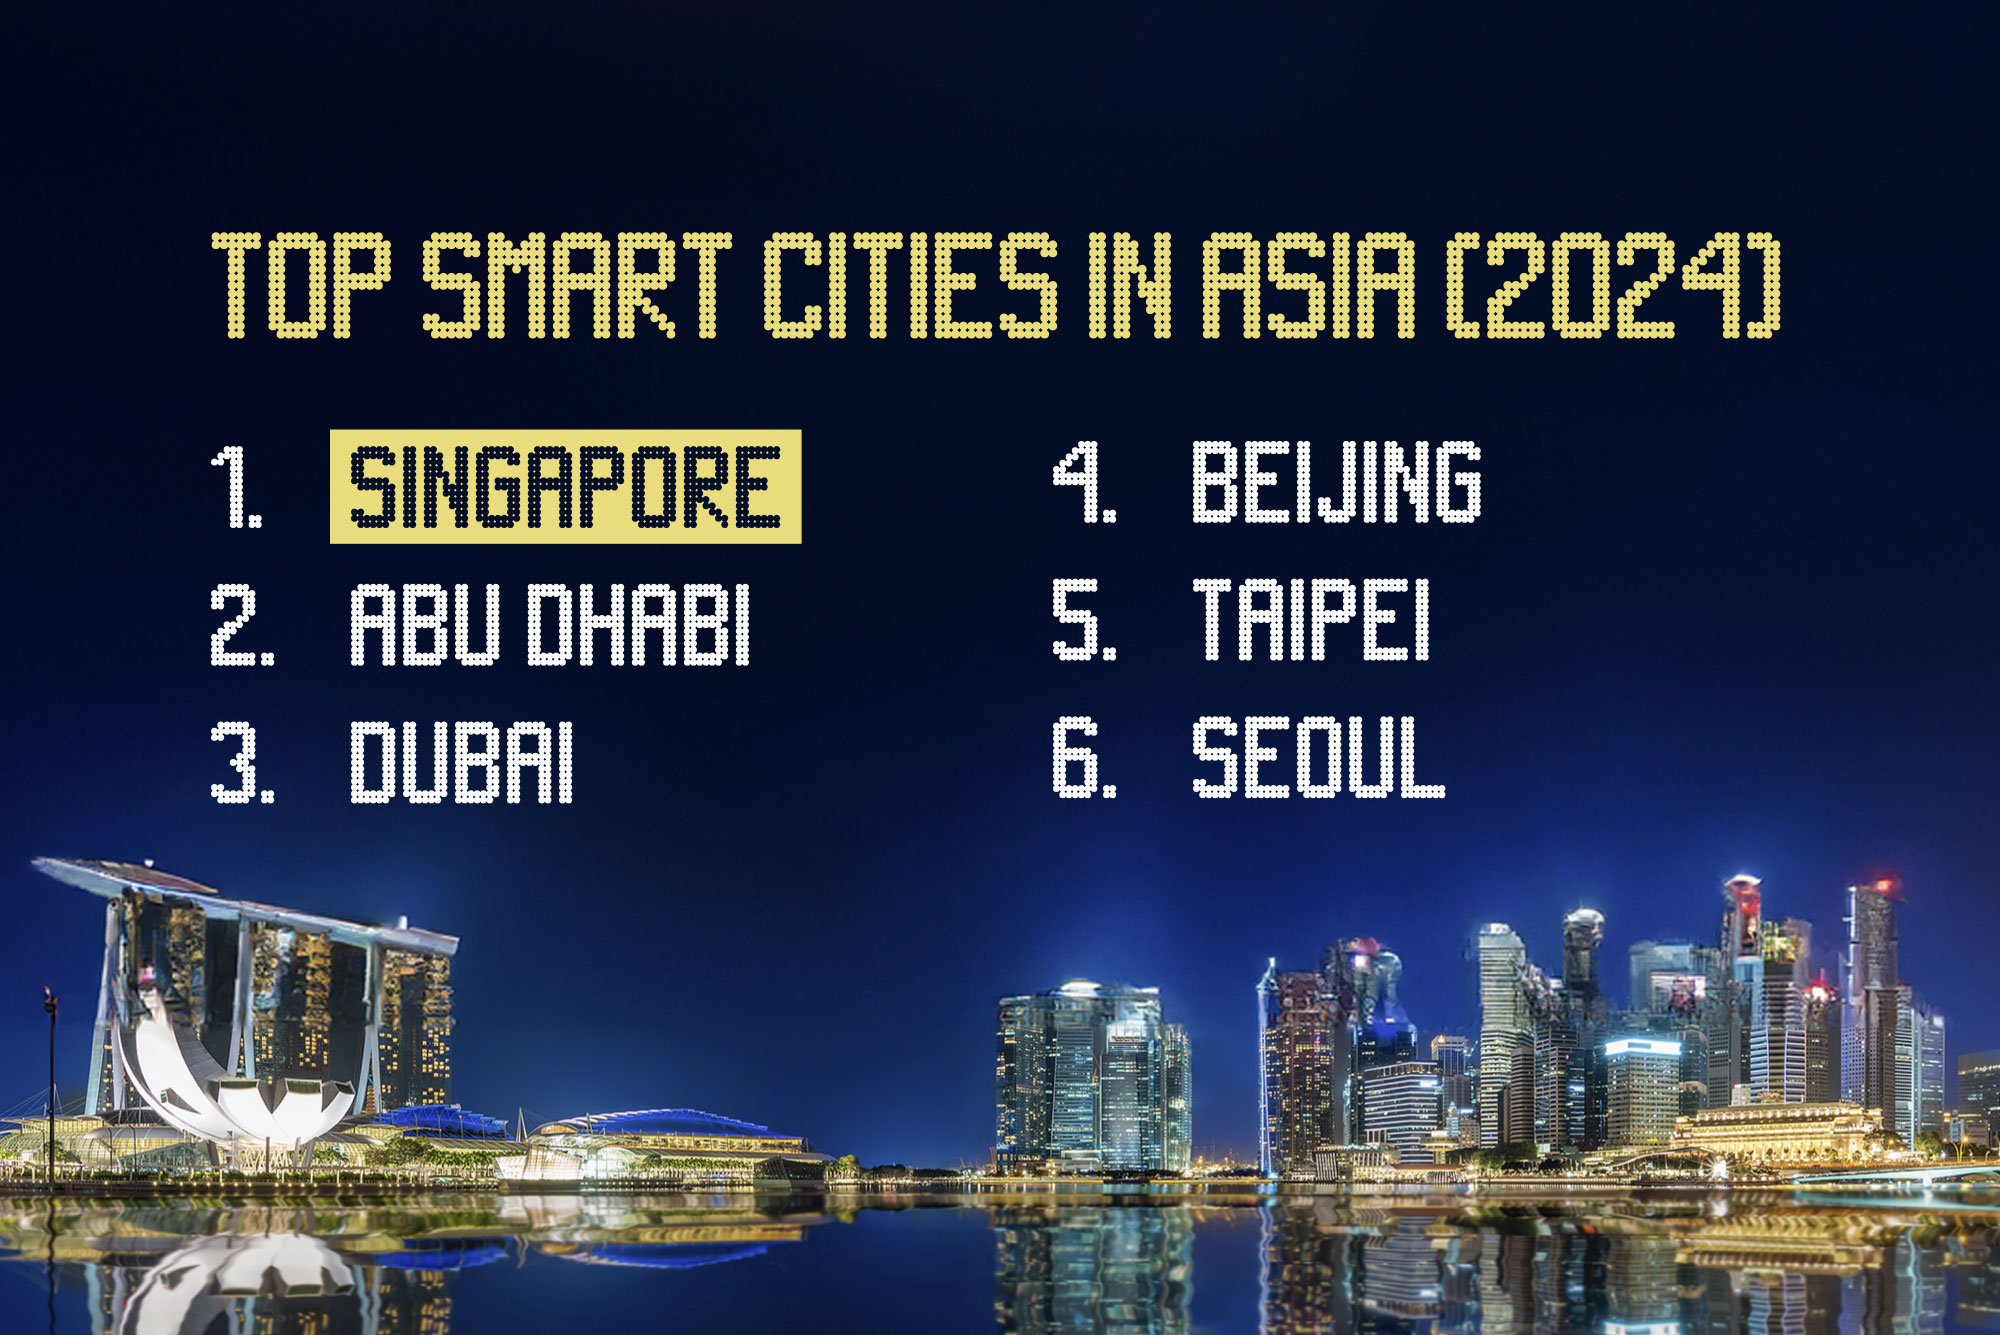 TOP SMART CITIES IN ASIA (2024)
1. SINGAPORE
2. ABU DHABI
3. DUBAI
4. BEIJING
5. TAIPEI
6. SEOUL